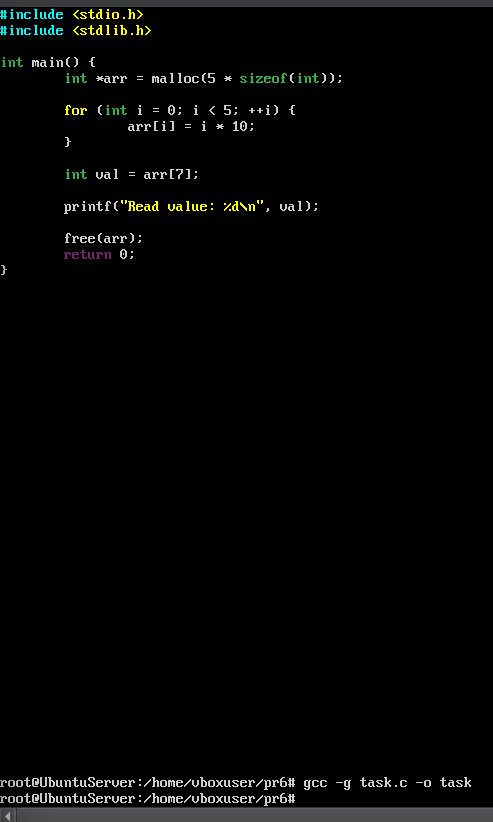 #include <stdio.h>
#include <stdlib.h>
int main() {
int *arr = malloc(5 * sizeof(int));
for (int i = 0; i < 5; ++i) {
arr[i] = i * 10;
}
int val = arr[7];
printf("Read value: %d\n", val);
free(arr);
return 0;
}
root@UbuntuServer:/home/vboxuser/pr6# gcc -g task.c -o task
root@UbuntuServer:/home/vboxuser/pr6#